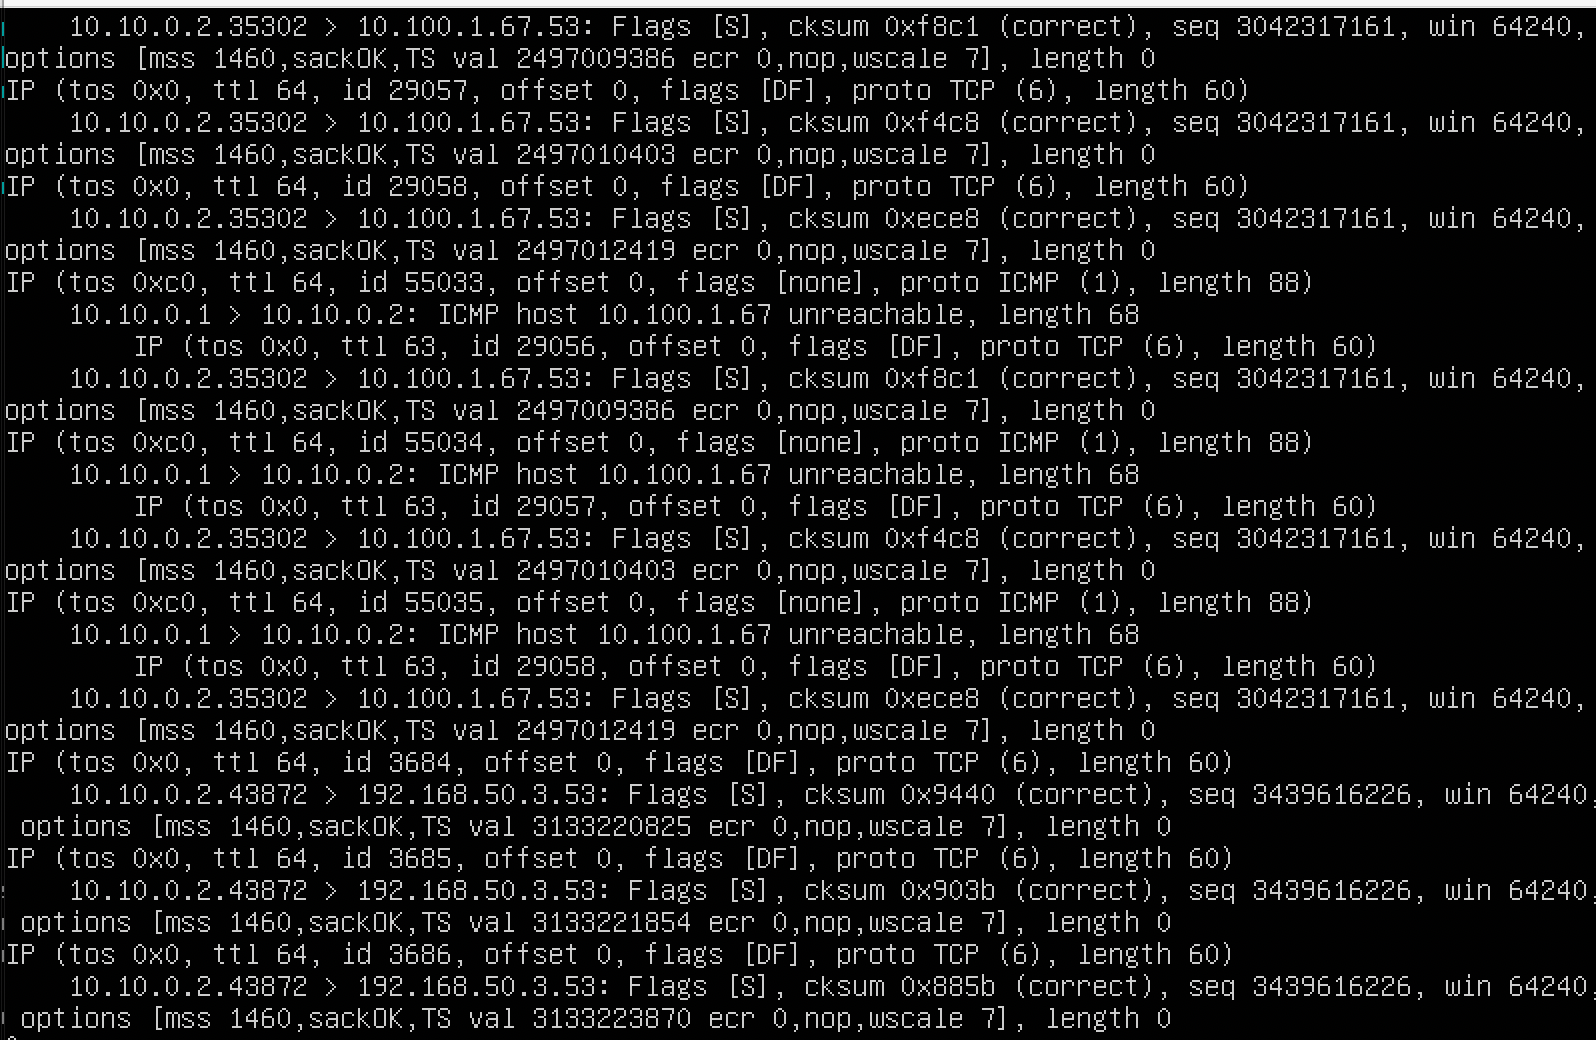 10.10.0.2.35302 > 10.100.1.67.53: Flags [S], cksum 0xf8c1 (correct), seq 3042317161, win 64240,
options [mss 1460,sackOK,TS val 2497009386 ecr 0,nop,wscale 7], length 0
IP (tos 0x0, ttl 64, id 29057, offset 0, flags [DF], proto TCP (6), length 60)
10.10.0.2.35302 > 10.100.1.67.53: Flags [S], cksum 0xf4c8 (correct), seq 3042317161, win 64240,
options [mss 1460,sackOK,TS val 2497010403 ecr 0,nop,wscale 7], length 0
IP (tos 0x0, ttl 64, id 29058, offset 0, flags [DF], proto TCP (6), length 60)
10.10.0.2.35302 > 10.100.1.67.53: Flags [S], cksum 0xece8 (correct), seq 3042317161, win 64240,
options [mss 1460,sackOK,TS val 2497012419 ecr 0,nop,wscale 7], length 0
IP (tos 0xc0, ttl 64, id 55033, offset 0, flags [none], proto ICMP (1), length 88)
10.10.0.1 > 10.10.0.2: ICMP host 10.100.1.67 unreachable, length 68
IP (tos 0x0, ttl 63, id 29056, offset 0, flags [DF], proto TCP (6), length 60)
10.10.0.2.35302 > 10.100.1.67.53: Flags [S], cksum 0xf8c1 (correct), seq 3042317161, win 64240,
options [mss 1460,sackOK,TS val 2497009386 ecr 0,nop,wscale 7], length 0
IP (tos 0xc0, ttl 64, id 55034, offset 0, flags [none], proto ICMP (1), length 88)
10.10.0.1 > 10.10.0.2: ICMP host 10.100.1.67 unreachable, length 68
IP (tos 0x0, ttl 63, id 29057, offset 0, flags [DF], proto TCP (6), length 60)
10.10.0.2.35302 > 10.100.1.67.53: Flags [S], cksum 0xf4c8 (correct), seq 3042317161, win 64240,
options [mss 1460,sackOK,TS val 2497010403 ecr 0,nop,wscale 7], length 0
IP (tos 0xc0, ttl 64, id 55035, offset 0, flags [none], proto ICMP (1), length 88)
10.10.0.1 > 10.10.0.2: ICMP host 10.100.1.67 unreachable, length 68
IP (tos 0x0, ttl 63, id 29058, offset 0, flags [DF], proto TCP (6), length 60)
10.10.0.2.35302 > 10.100.1.67.53: Flags [S], cksum 0xece8 (correct), seq 3042317161, win 64240,
options [mss 1460,sackOK,TS val 2497012419 ecr 0,nop,wscale 7], length 0
IP (tos 0x0, ttl 64, id 3684, offset 0, flags [DF], proto TCP (6), length 60)
10.10.0.2.43872 > 192.168.50.3.53: Flags [S], cksum 0x9440 (correct), seq 3439616226, win 64240,
options [mss 1460,sackOK,TS val 3133220825 ecr 0,nop,wscale 7], length 0
IP (tos 0x0, ttl 64, id 3685, offset 0, flags [DF], proto TCP (6), length 60)
10.10.0.2.43872 > 192.168.50.3.53: Flags [S], cksum 0x903b (correct), seq 3439616226, win 64240,
options [mss 1460,sackOK,TS val 3133221854 ecr 0,nop,wscale 7], length 0
IP (tos 0x0, ttl 64, id 3686, offset 0, flags [DF], proto TCP (6), length 60)
10.10.0.2.43872 > 192.168.50.3.53: Flags [S], cksum 0x885b (correct), seq 3439616226, win 64240,
options [mss 1460,sackOK,TS val 3133223870 ecr 0,nop,wscale 7], length 0